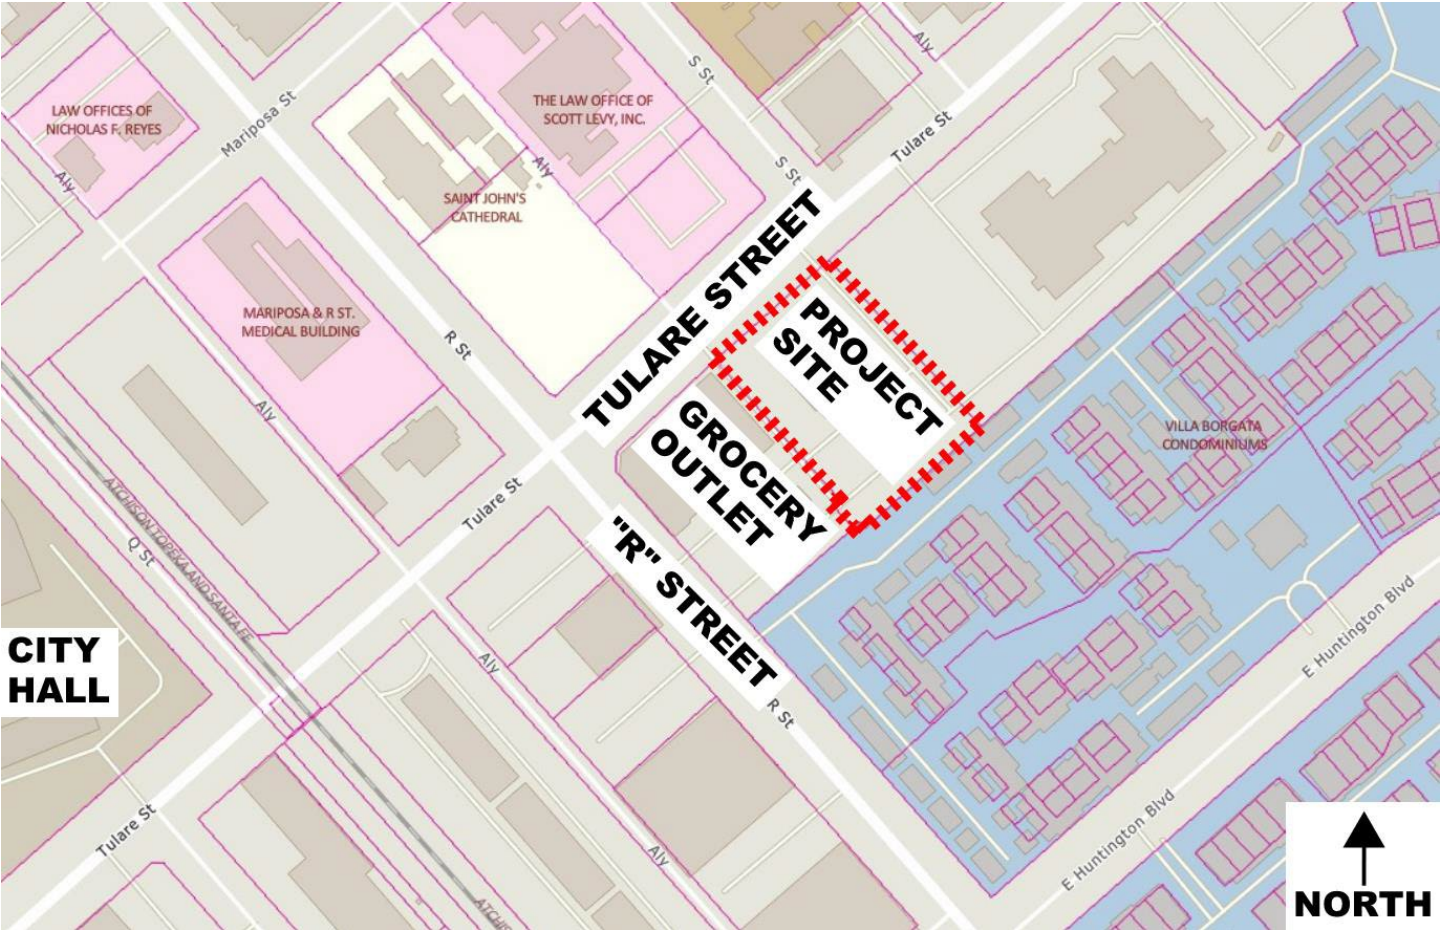 LAW OFFICES OF
NICHOLAS F. REYES
Mariposa St
THE LAW OFFICE OF
SCOTT LEVY, INC.
S St
Aly
Tulare St
Aly
Aly
SAINT JOHN'S
CATHEDRAL
S St
MARIPOSA & R ST.
MEDICAL BUILDING
R St
Aly
TULARE STREET
PROJECT
SITE
GROCERY
OUTLET
VILLA BORGATA
CONDOMINIUMS
Tulare St
ATCHISON TOPEKA AND SANTA FE
Q St
"R" STREET
CITY
HALL
Aly
R St
E Huntington Blvd
Tulare St
Aly
E Huntington Blvd
NORTH